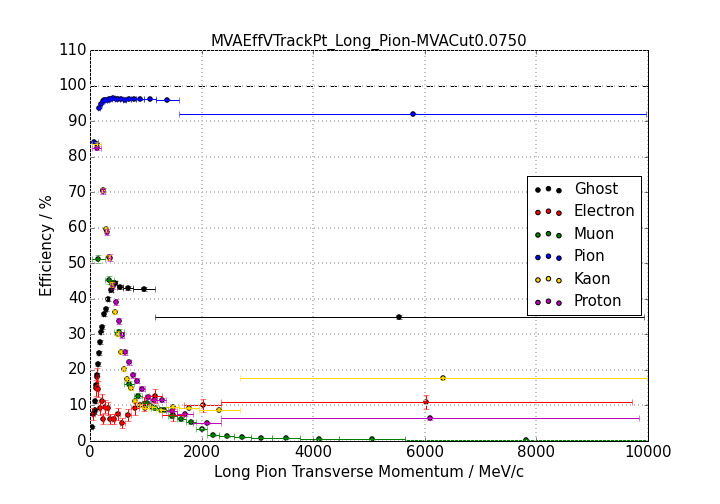 MVAEffVTrackPt_Long_Pion-MVACut0.0750
110
100
90
80
70
60
50
40
30
20
10
0
Efficiency / %
Ghost
Electron
Muon
Pion
Kaon
Proton
0 2000 4000 6000 8000 10000
Long Pion Transverse Momentum / MeV/c